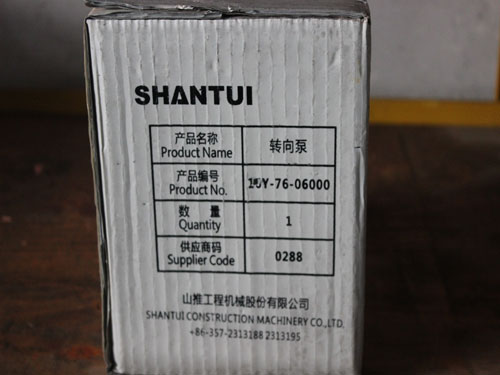 SHANTUI
产品名称 转向泵
Product Name
产品编号 16Y-76-06000
Product No.
数 量 1
Quantity
供应商码 0288
Supplier Code
山推工程机械股份有限公司
SHANTUI CONSTRUCTION MACHINERY CO.,LTD.
+86-357-2313188 2313195